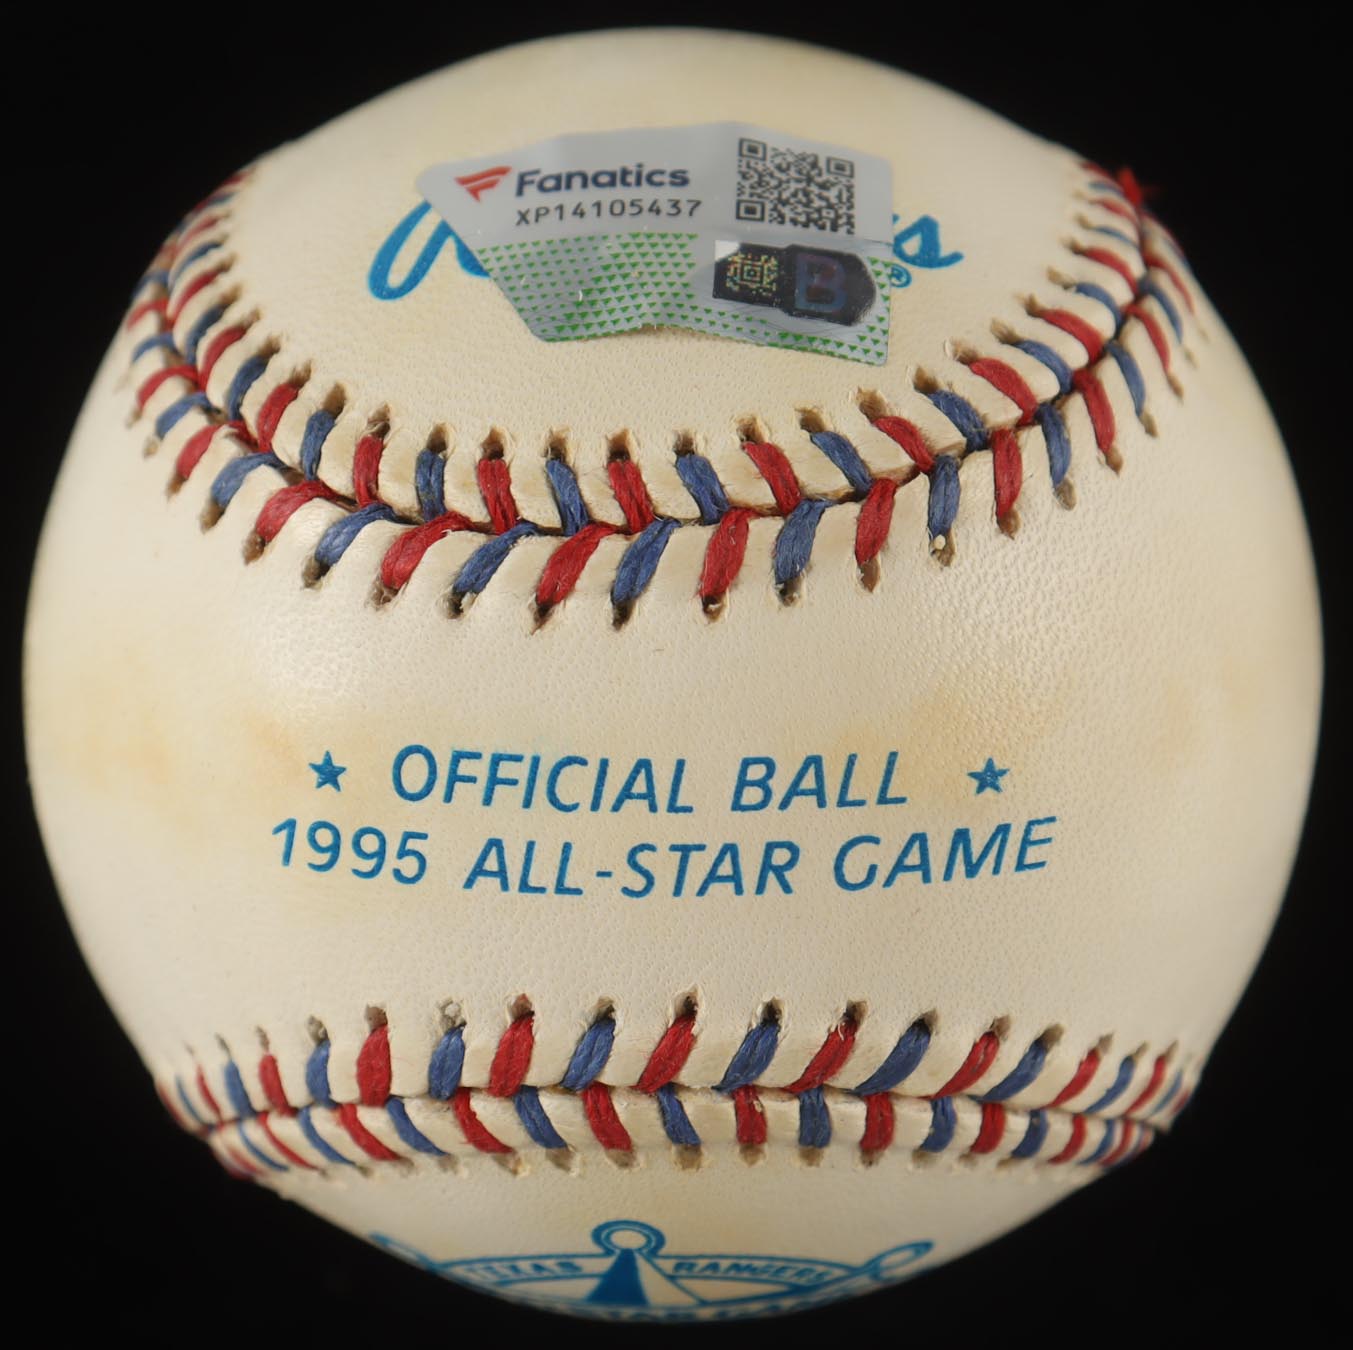 Fanatics
XP14105437
B
s®
OFFICIAL BALL
1995 ALL-STAR GAME
TEXAS RANGERS